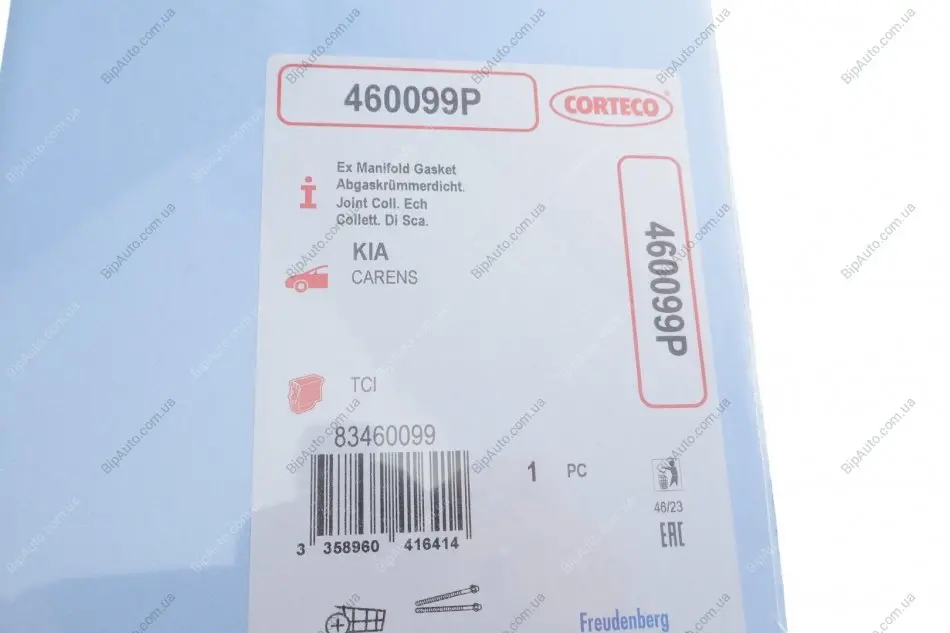 460099P
CORTECO
Ex Manifold Gasket
Abgaskrümmerdicht.
Joint Coll. Ech
Collett. Di Sca.
460099P
KIA
CARENS
TCI
83460099
1 PC
46/23
EAC
3 358960 416414
Freudenberg
BipAuto.com.ua